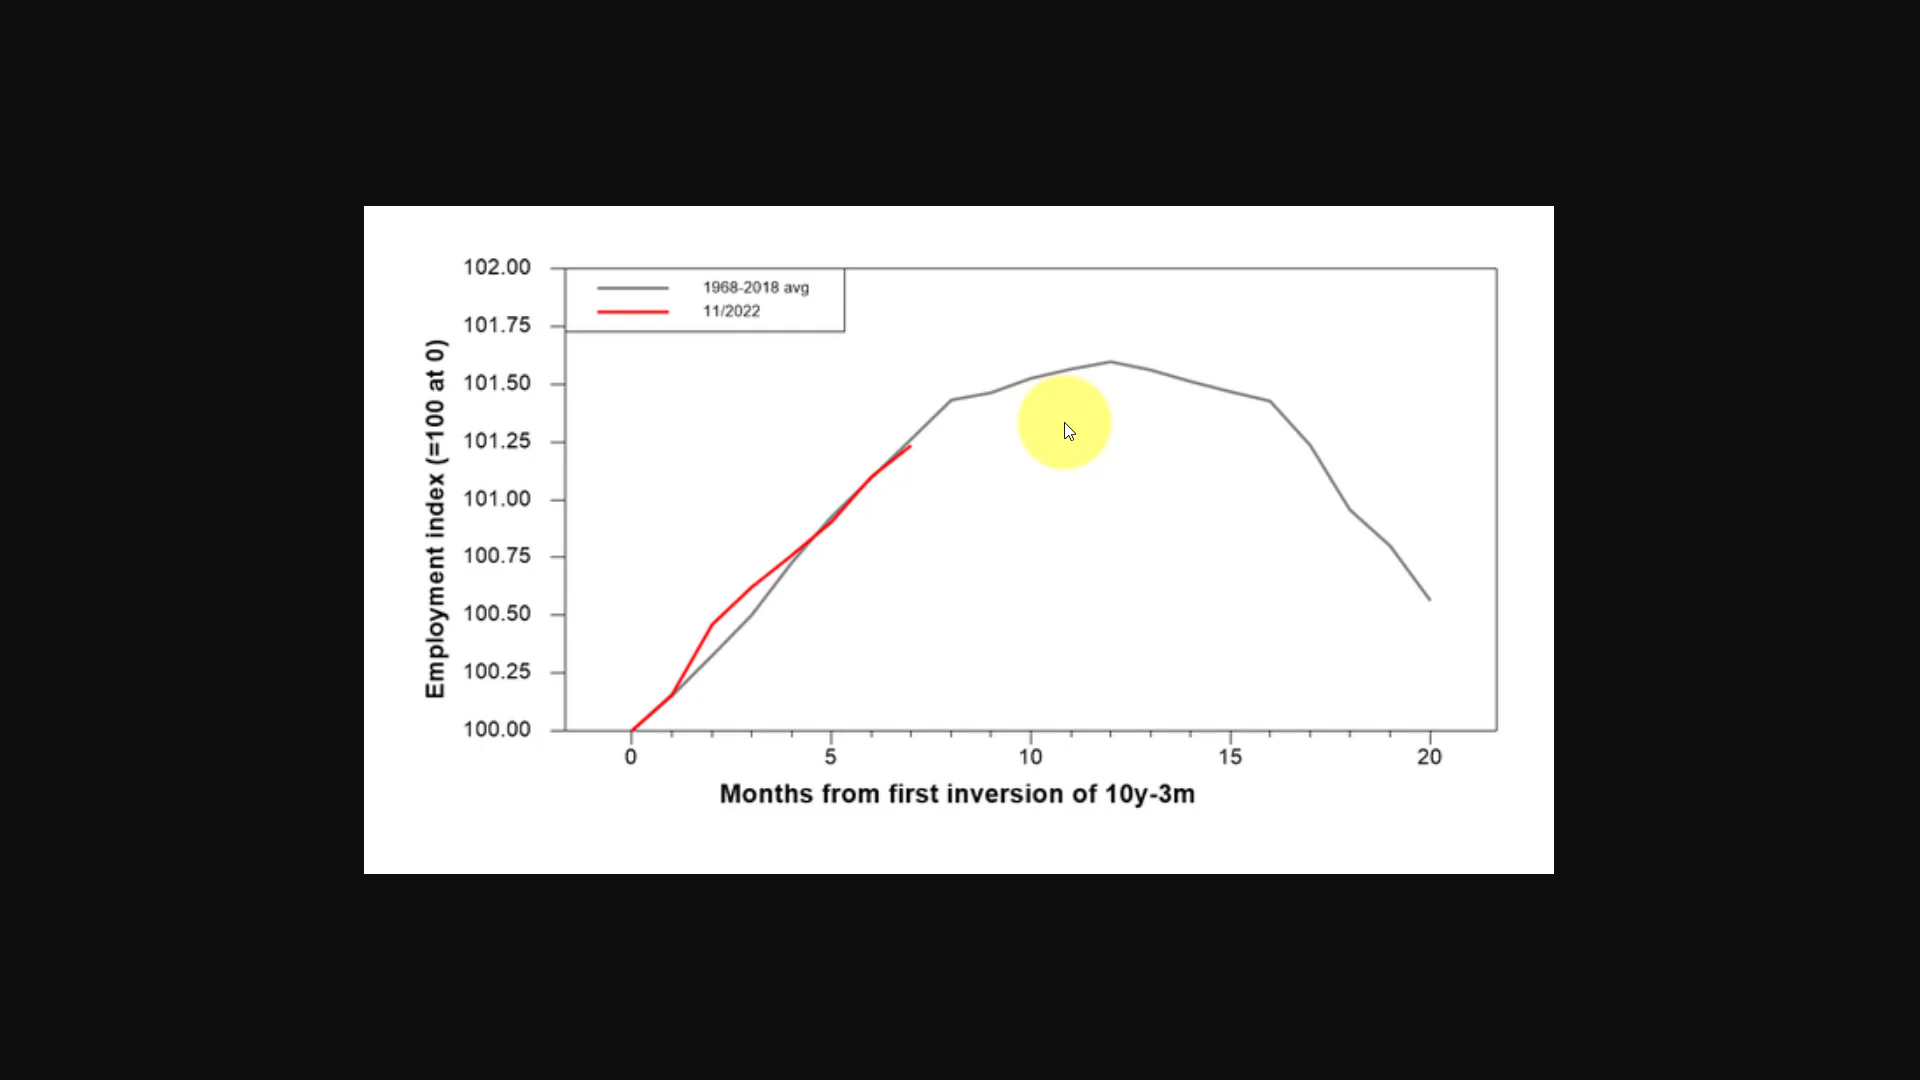 102.00
1968-2018 avg
11/2022
101.75
101.50
101.25
101.00
100.75
100.50
100.25
100.00
Employment index (=100 at 0)
0 5 10 15 20
Months from first inversion of 10y-3m